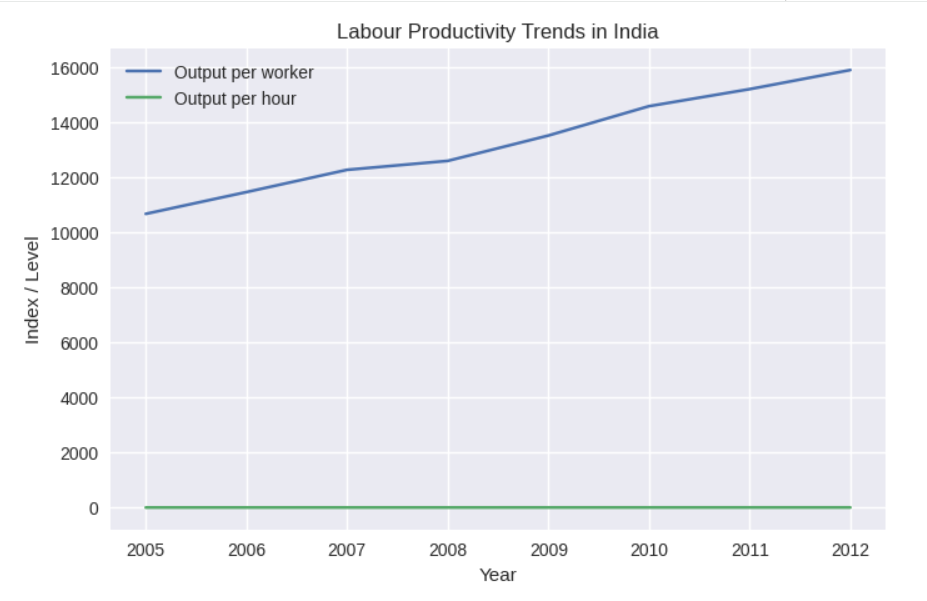 Labour Productivity Trends in India
16000
14000
12000
10000
8000
6000
4000
2000
0
Output per worker
Output per hour
Index / Level
2005 2006 2007 2008 2009 2010 2011 2012
Year